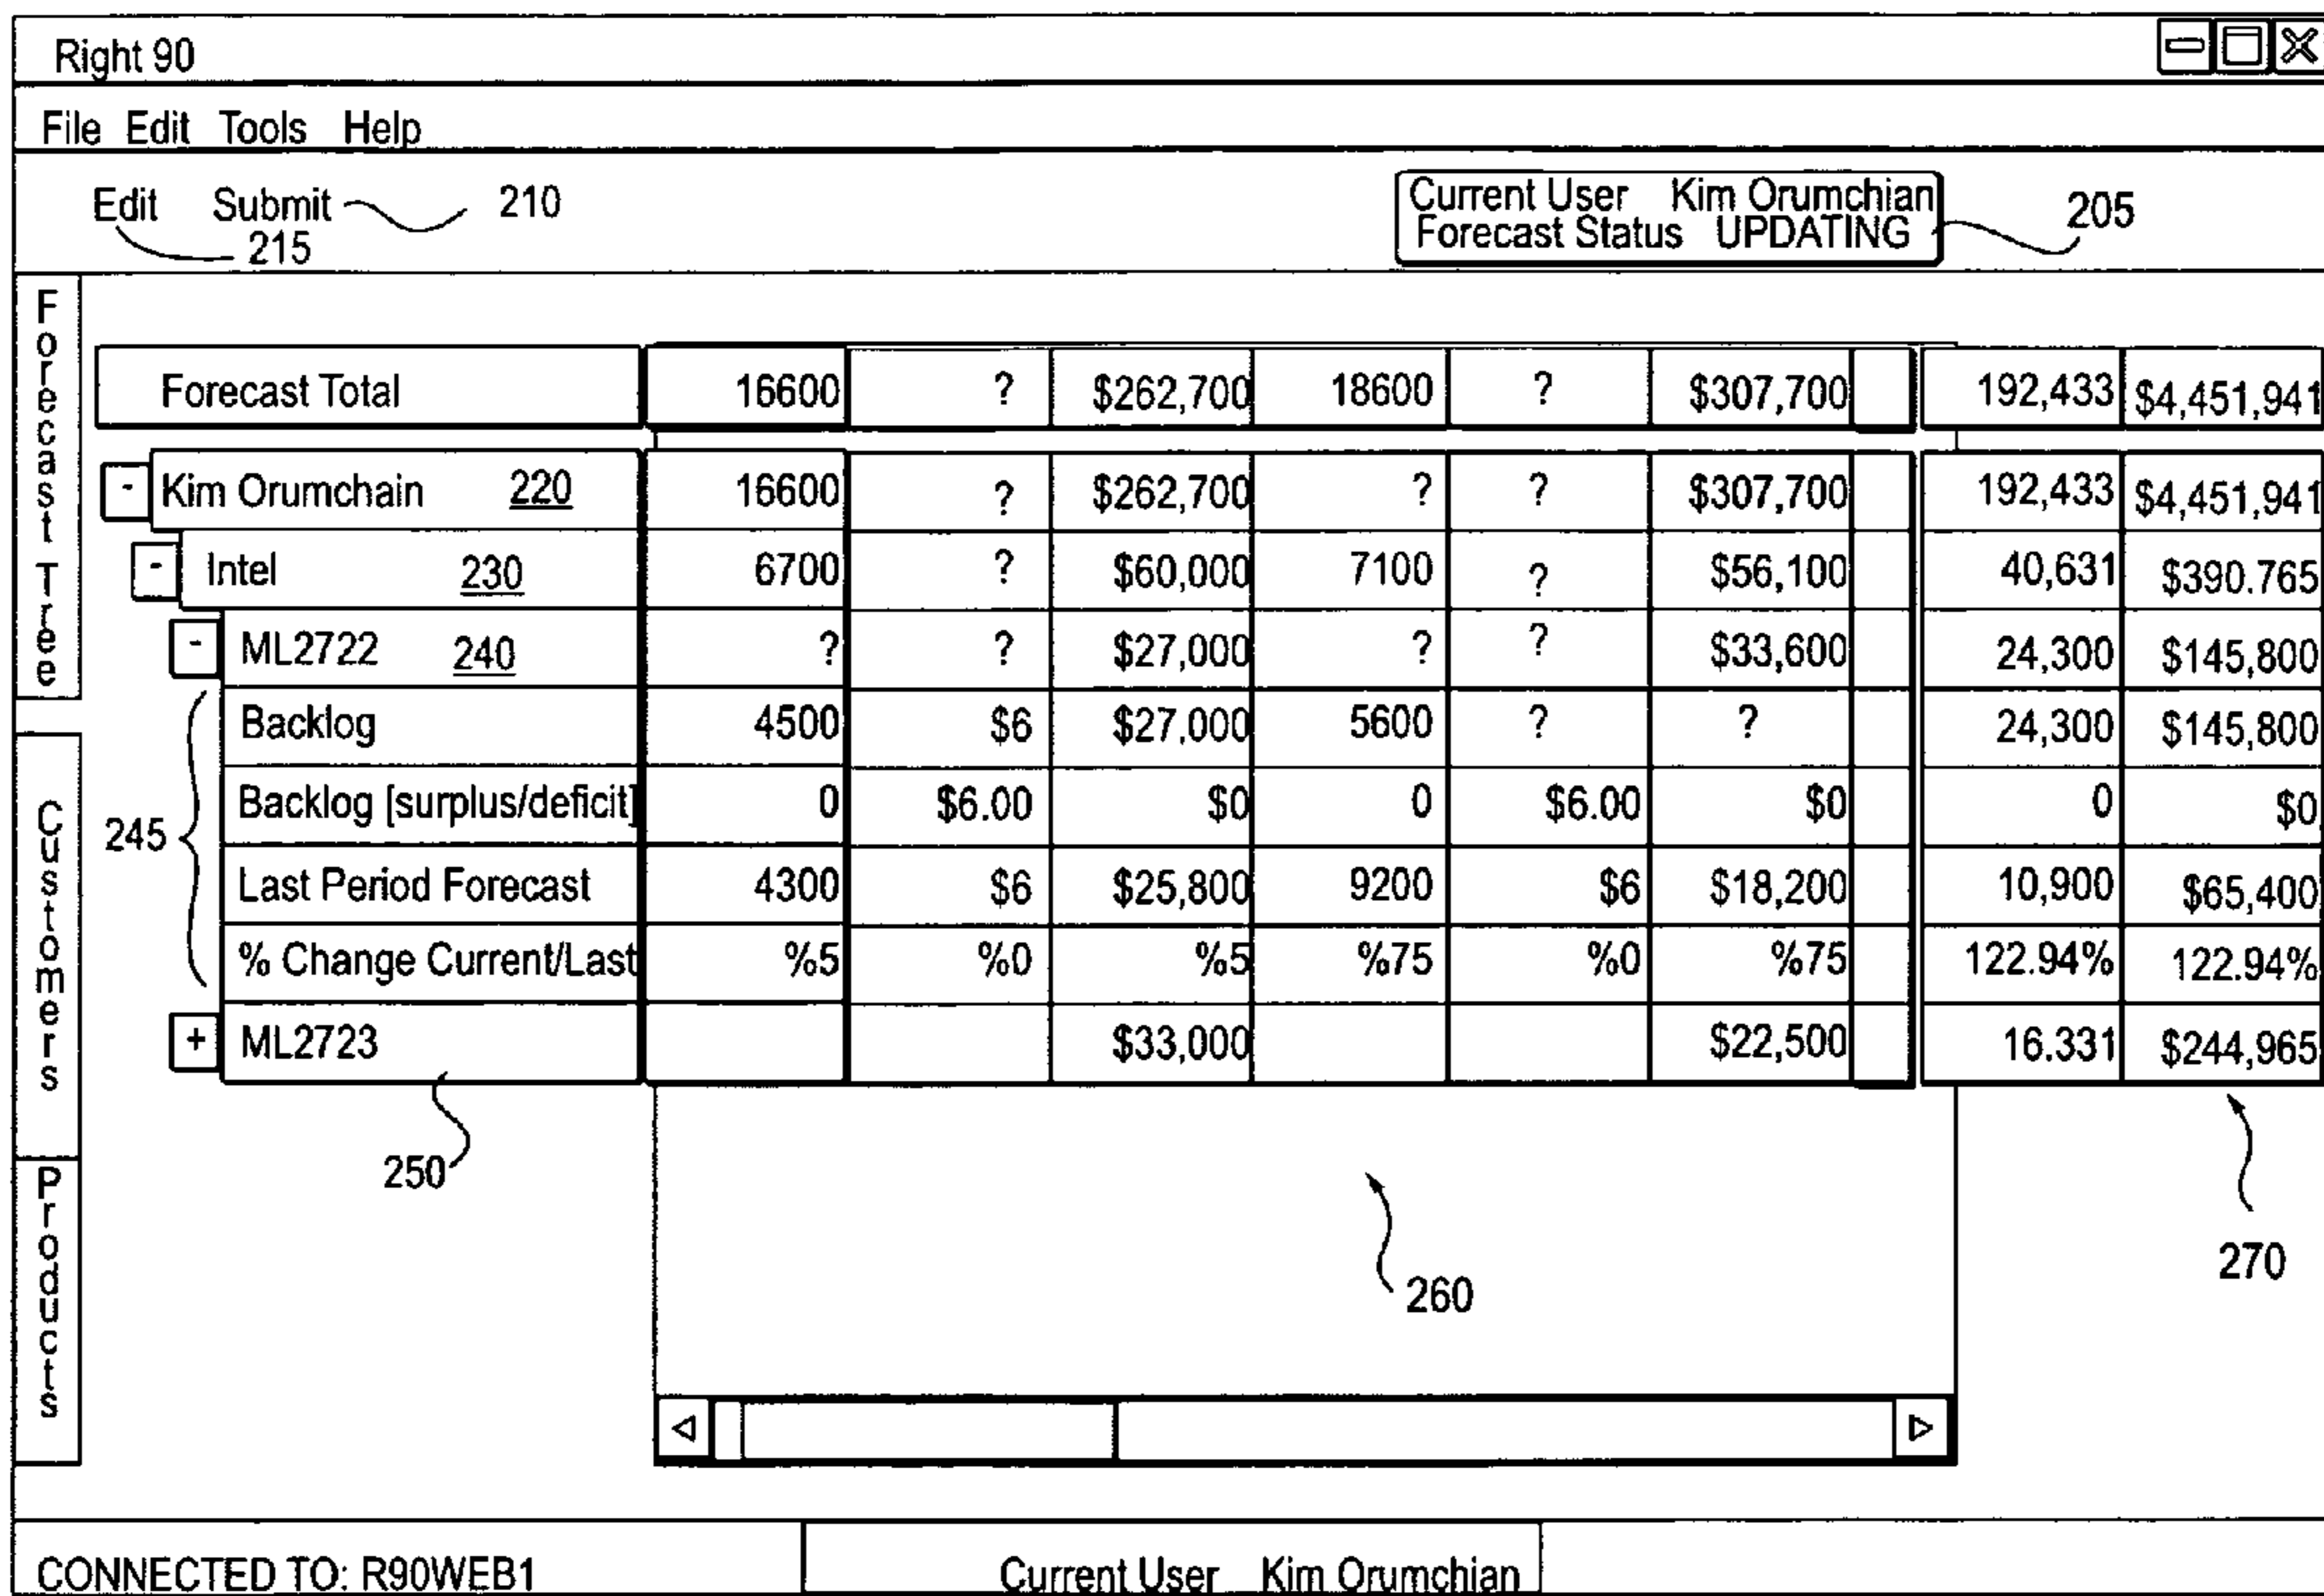 Right 90
File Edit Tools Help
Edit Submit 210
215
Current User Kim Orumchian
Forecast Status UPDATING
205
Forecast Tree
Customers
Products
Forecast Total 16600 ? $262,700 18600 ? $307,700 192,433 $4,451,941
- Kim Orumchain 220 16600 ? $262,700 ? ? $307,700 192,433 $4,451,941
- Intel 230 6700 ? $60,000 7100 ? $56,100 40,631 $390.765
- ML2722 240 ? ? $27,000 ? ? $33,600 24,300 $145,800
Backlog 4500 $6 $27,000 5600 ? ? 24,300 $145,800
245 Backlog [surplus/deficit] 0 $6.00 $0 0 $6.00 $0 0 $0
Last Period Forecast 4300 $6 $25,800 9200 $6 $18,200 10,900 $65,400
% Change Current/Last %5 %0 %5 %75 %0 %75 122.94% 122.94%
+ ML2723 $33,000 $22,500 16.331 $244,965
250
260
270
CONNECTED TO: R90WEB1 Current User Kim Orumchian